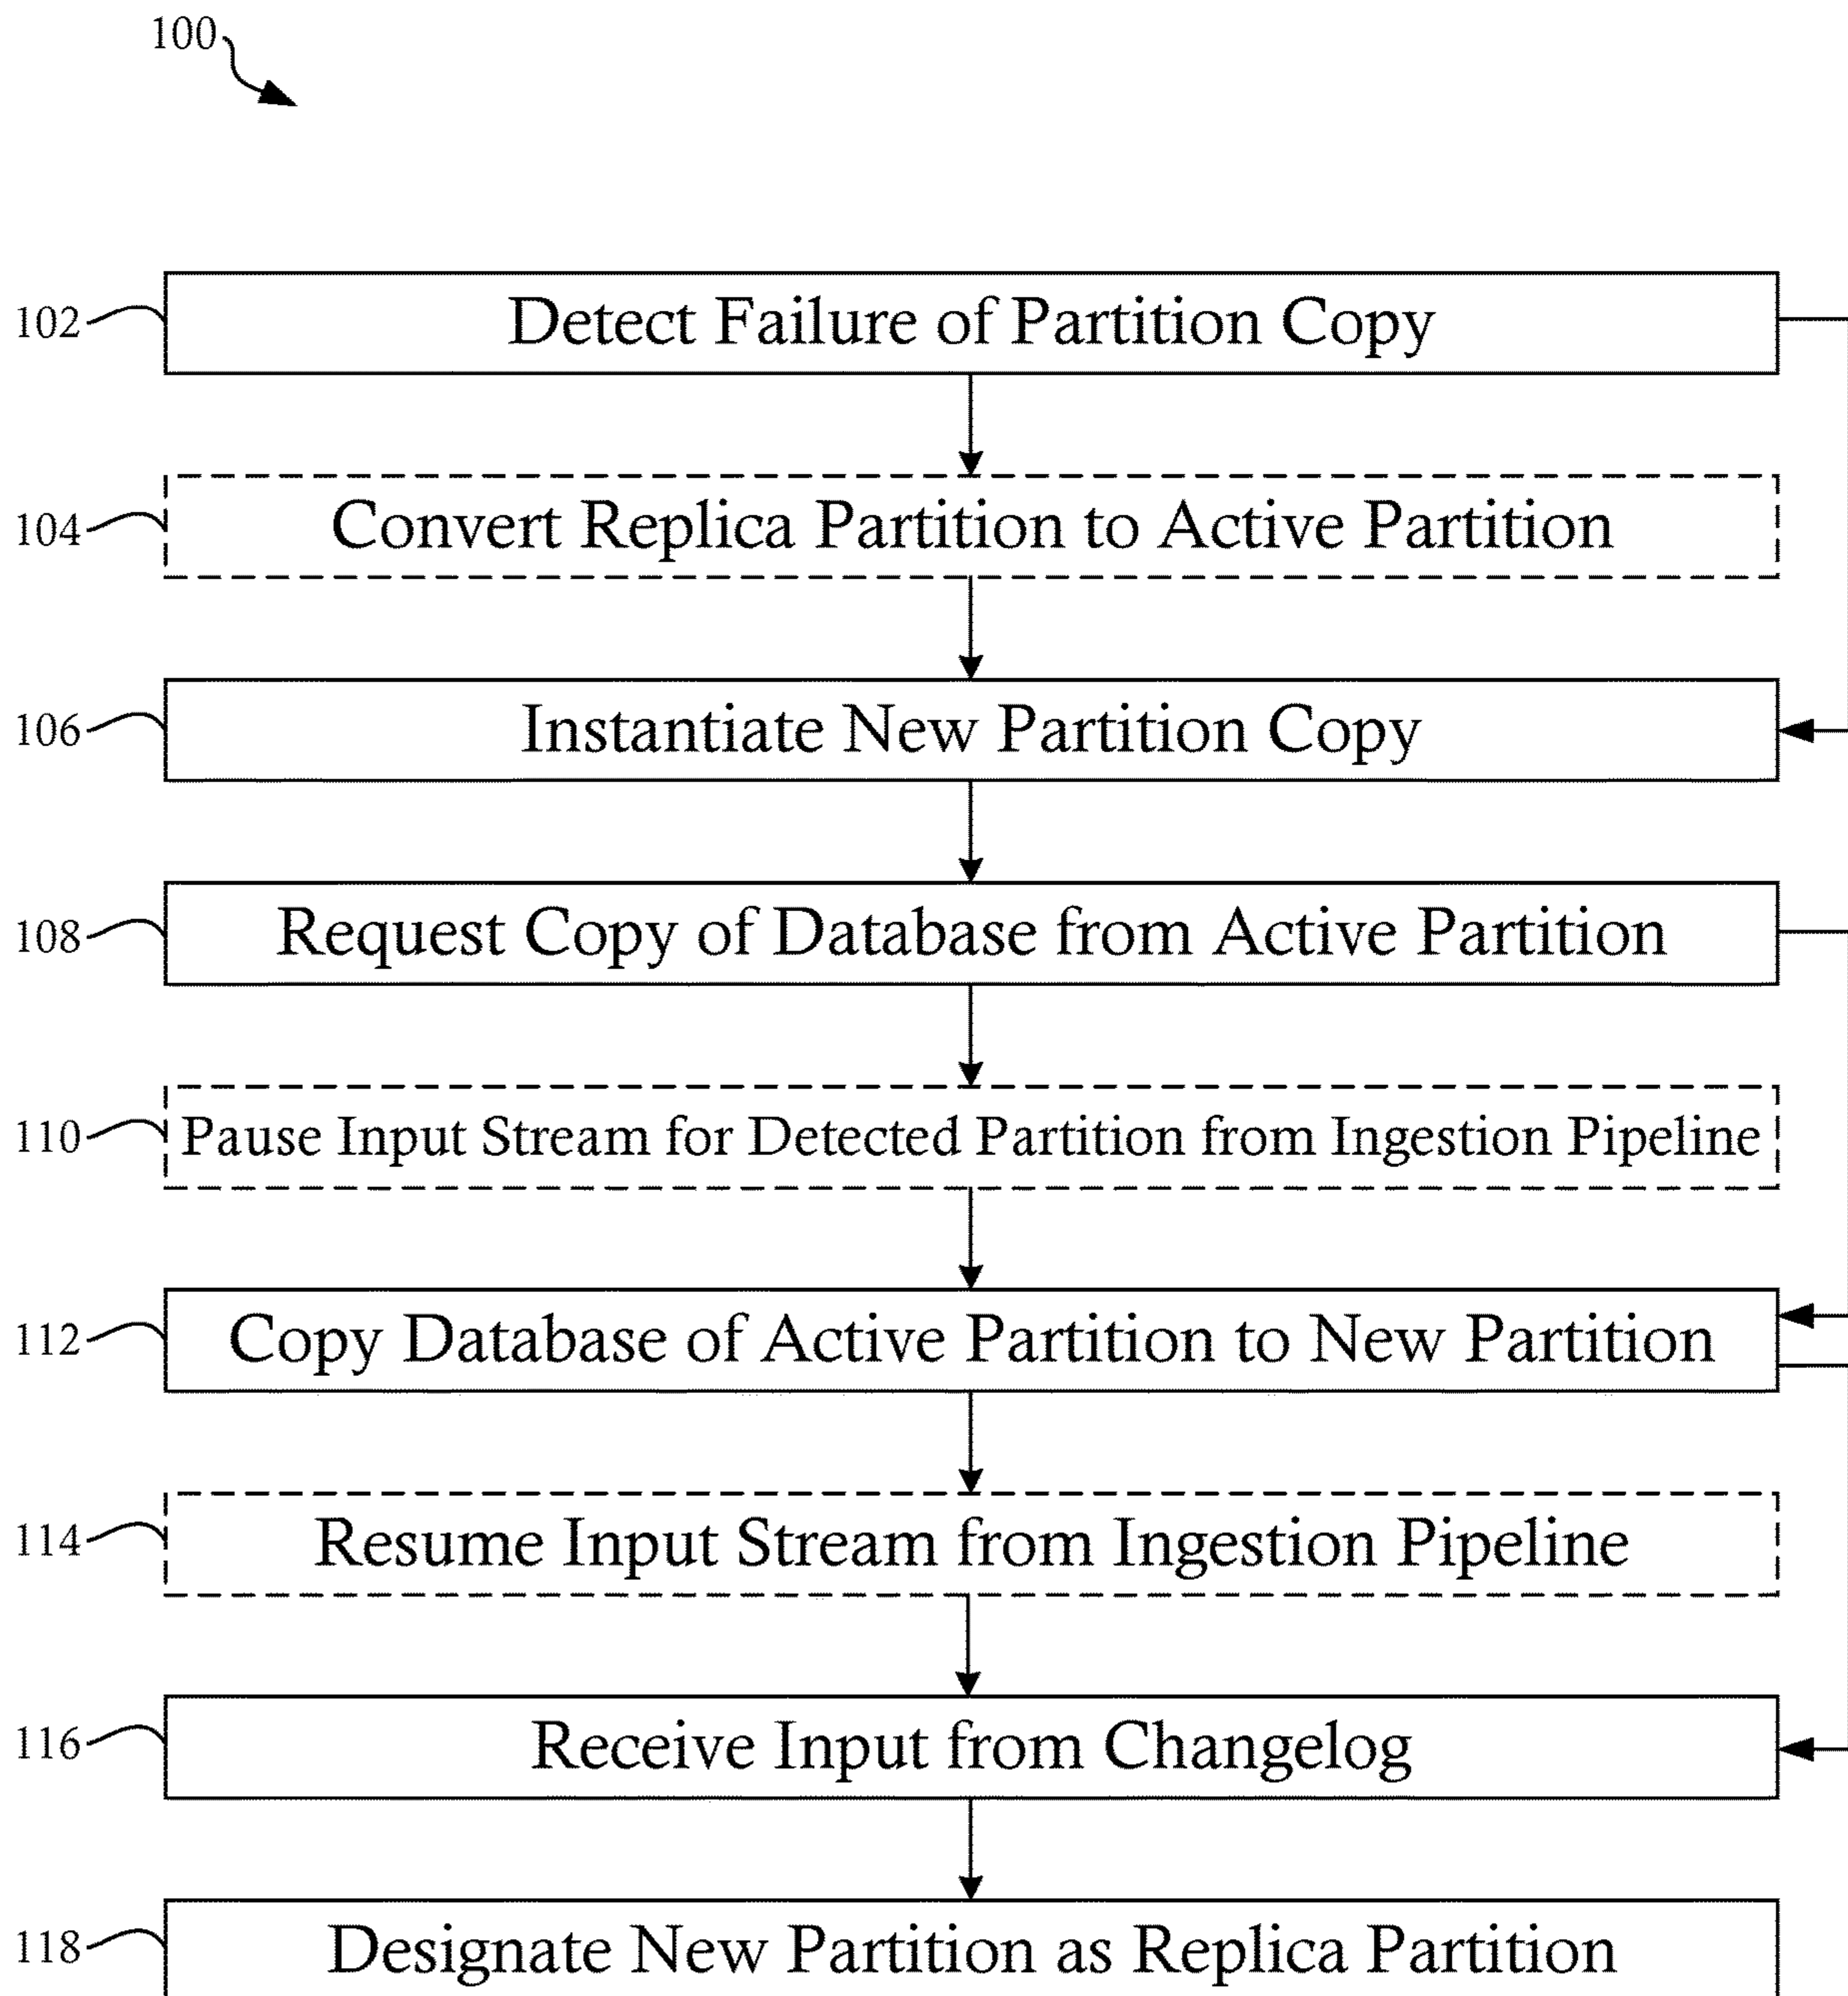 100
102 Detect Failure of Partition Copy
104 Convert Replica Partition to Active Partition
106 Instantiate New Partition Copy
108 Request Copy of Database from Active Partition
110 Pause Input Stream for Detected Partition from Ingestion Pipeline
112 Copy Database of Active Partition to New Partition
114 Resume Input Stream from Ingestion Pipeline
116 Receive Input from Changelog
118 Designate New Partition as Replica Partition